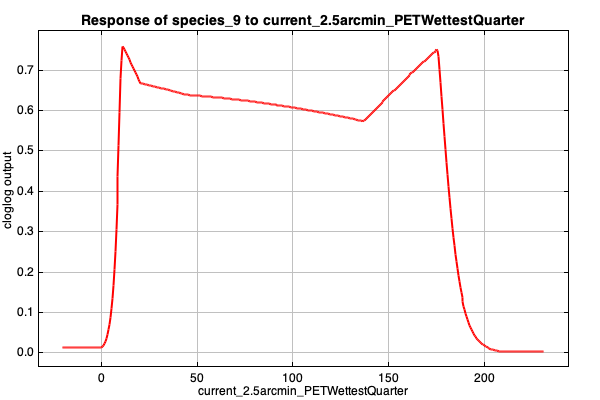 Response of species_9 to current_2.5arcmin_PETWettestQuarter
cloglog output
0.7
0.6
0.5
0.4
0.3
0.2
0.1
0.0
0 50 100 150 200
current_2.5arcmin_PETWettestQuarter